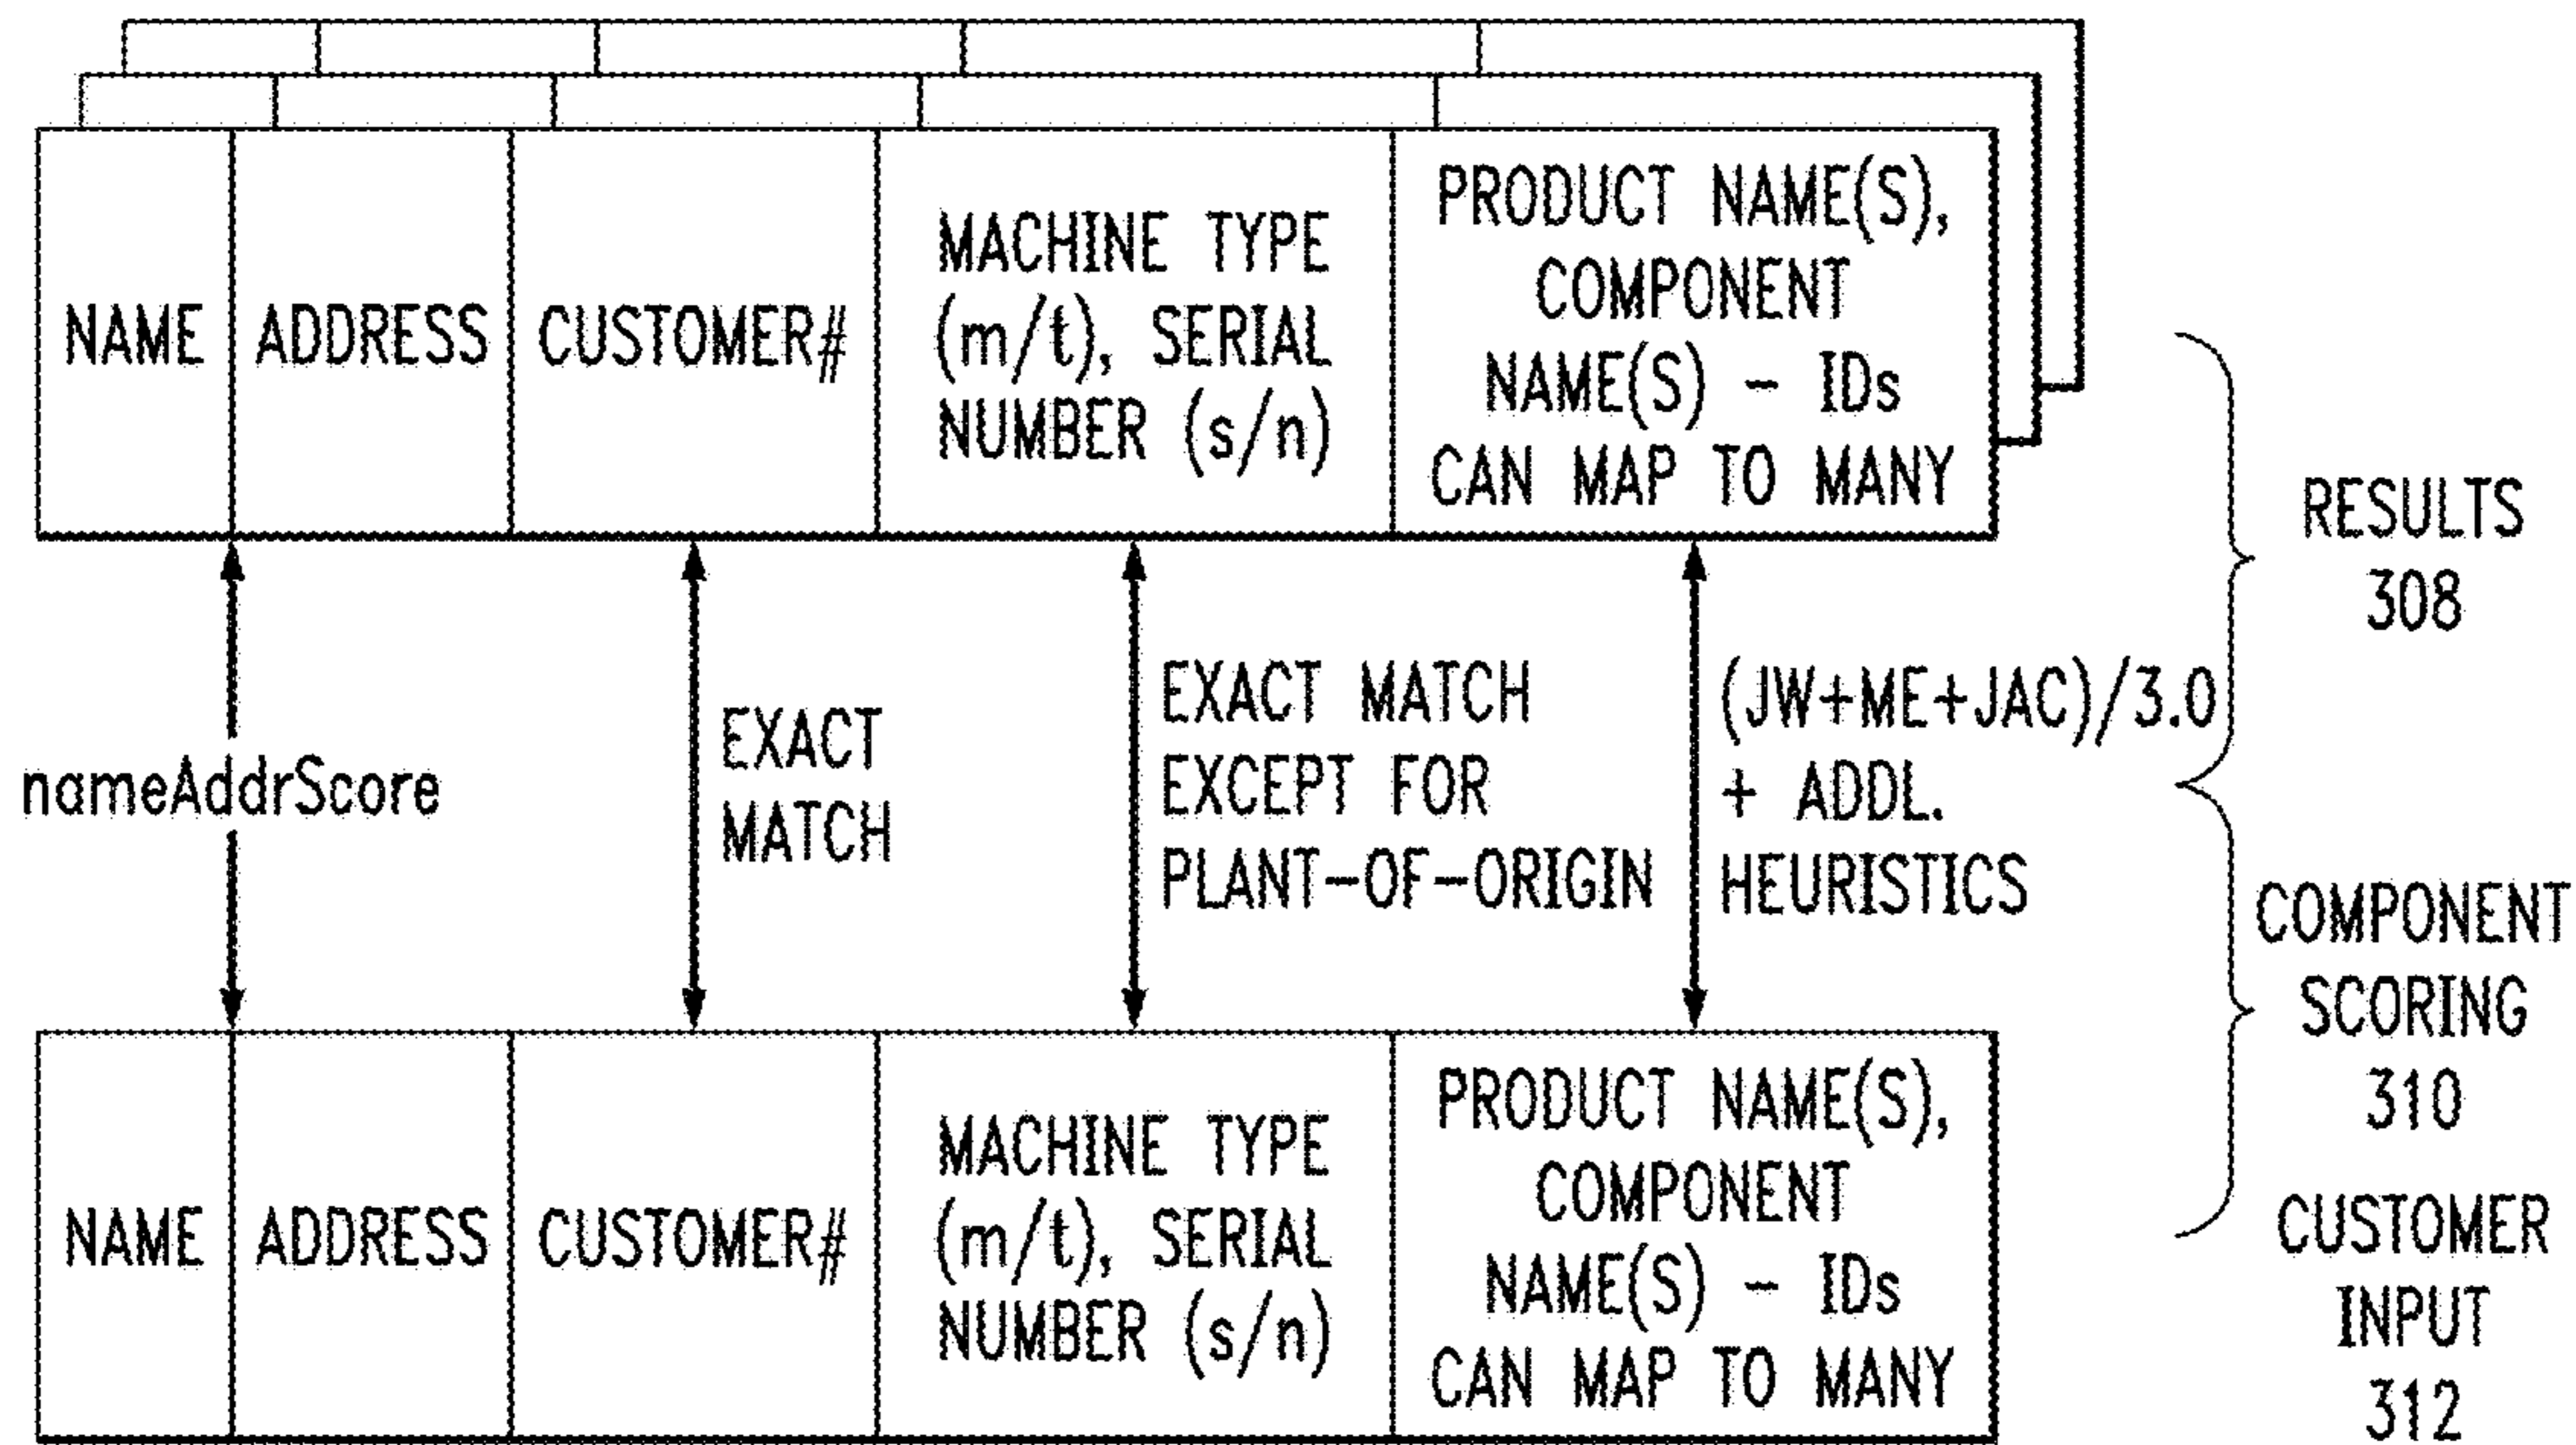 NAME
ADDRESS
CUSTOMER#
MACHINE TYPE
(m/t), SERIAL
NUMBER (s/n)
PRODUCT NAME(S),
COMPONENT
NAME(S) - IDs
CAN MAP TO MANY
RESULTS
308
nameAddrScore
EXACT
MATCH
EXACT MATCH
EXCEPT FOR
PLANT-OF-ORIGIN
(JW+ME+JAC)/3.0
+ ADDL.
HEURISTICS
COMPONENT
SCORING
310
NAME
ADDRESS
CUSTOMER#
MACHINE TYPE
(m/t), SERIAL
NUMBER (s/n)
PRODUCT NAME(S),
COMPONENT
NAME(S) - IDs
CAN MAP TO MANY
CUSTOMER
INPUT
312